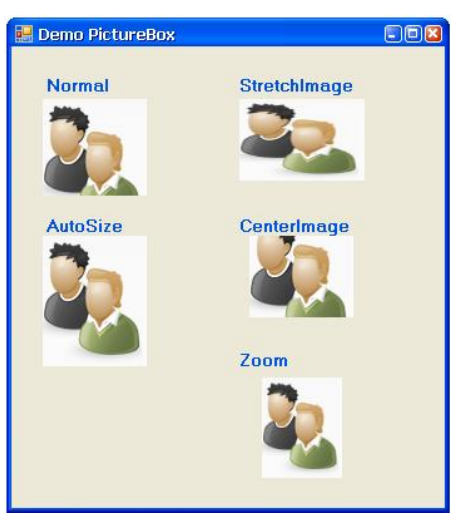 Demo PictureBox
Normal
StretchImage
AutoSize
CenterImage
Zoom